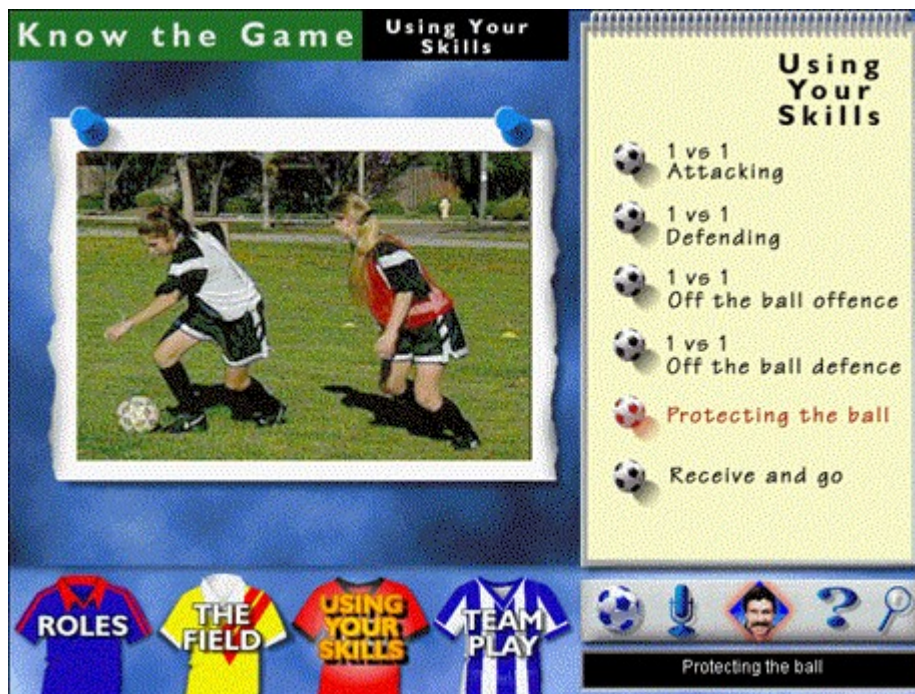 Know the Game
Using Your
Skills
Using
Your
Skills
1 vs 1
Attacking
1 vs 1
Defending
1 vs 1
Off the ball offence
1 vs 1
Off the ball defence
Protecting the ball
Receive and go
ROLES
THE
FIELD
USING
YOUR
SKILLS
TEAM
PLAY
?
Protecting the ball